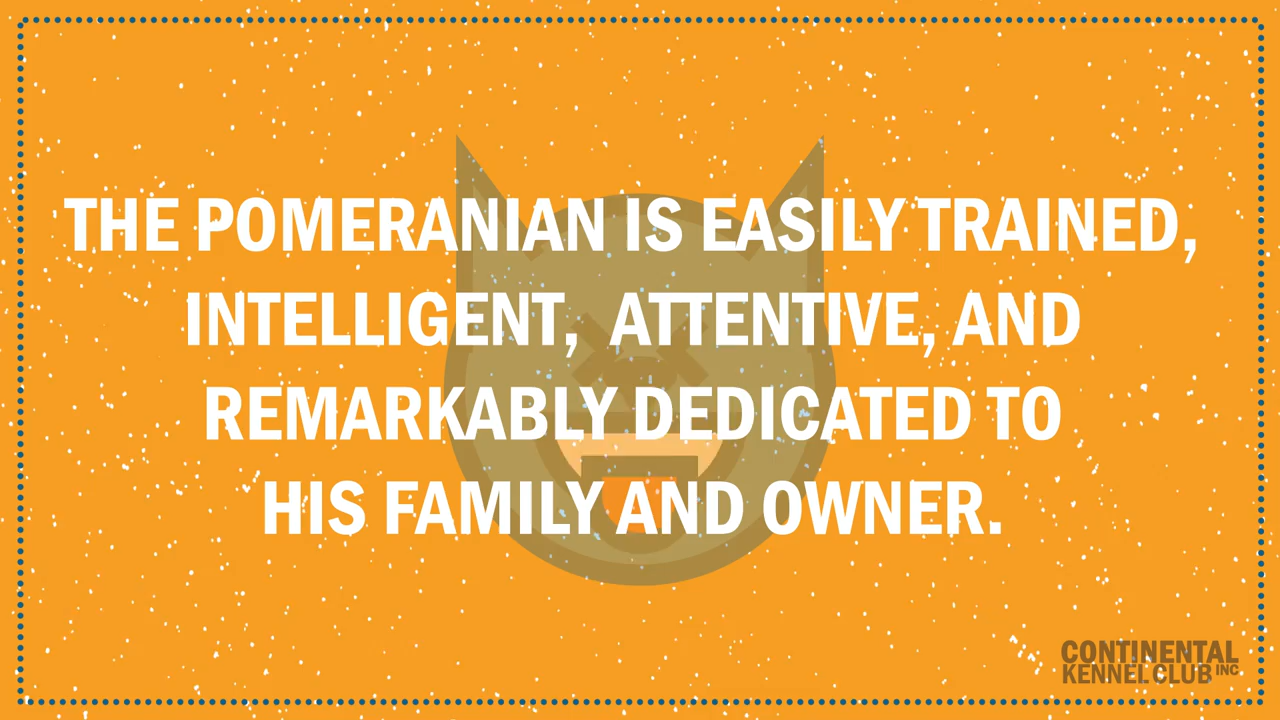 THE POMERANIAN IS EASILY TRAINED,
INTELLIGENT, ATTENTIVE, AND
REMARKABLY DEDICATED TO
HIS FAMILY AND OWNER.
CONTINENTAL
KENNEL CLUB INC